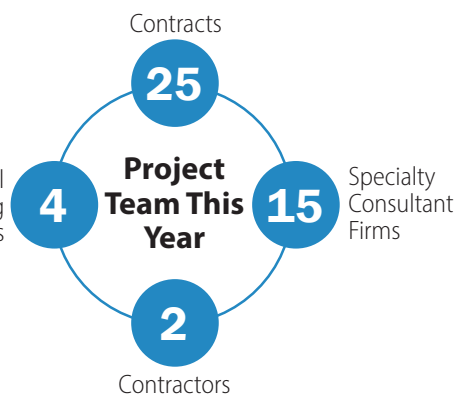 Contracts
25
Project
Team This
Year
4
15
Specialty
Consultant
Firms
2
Contractors